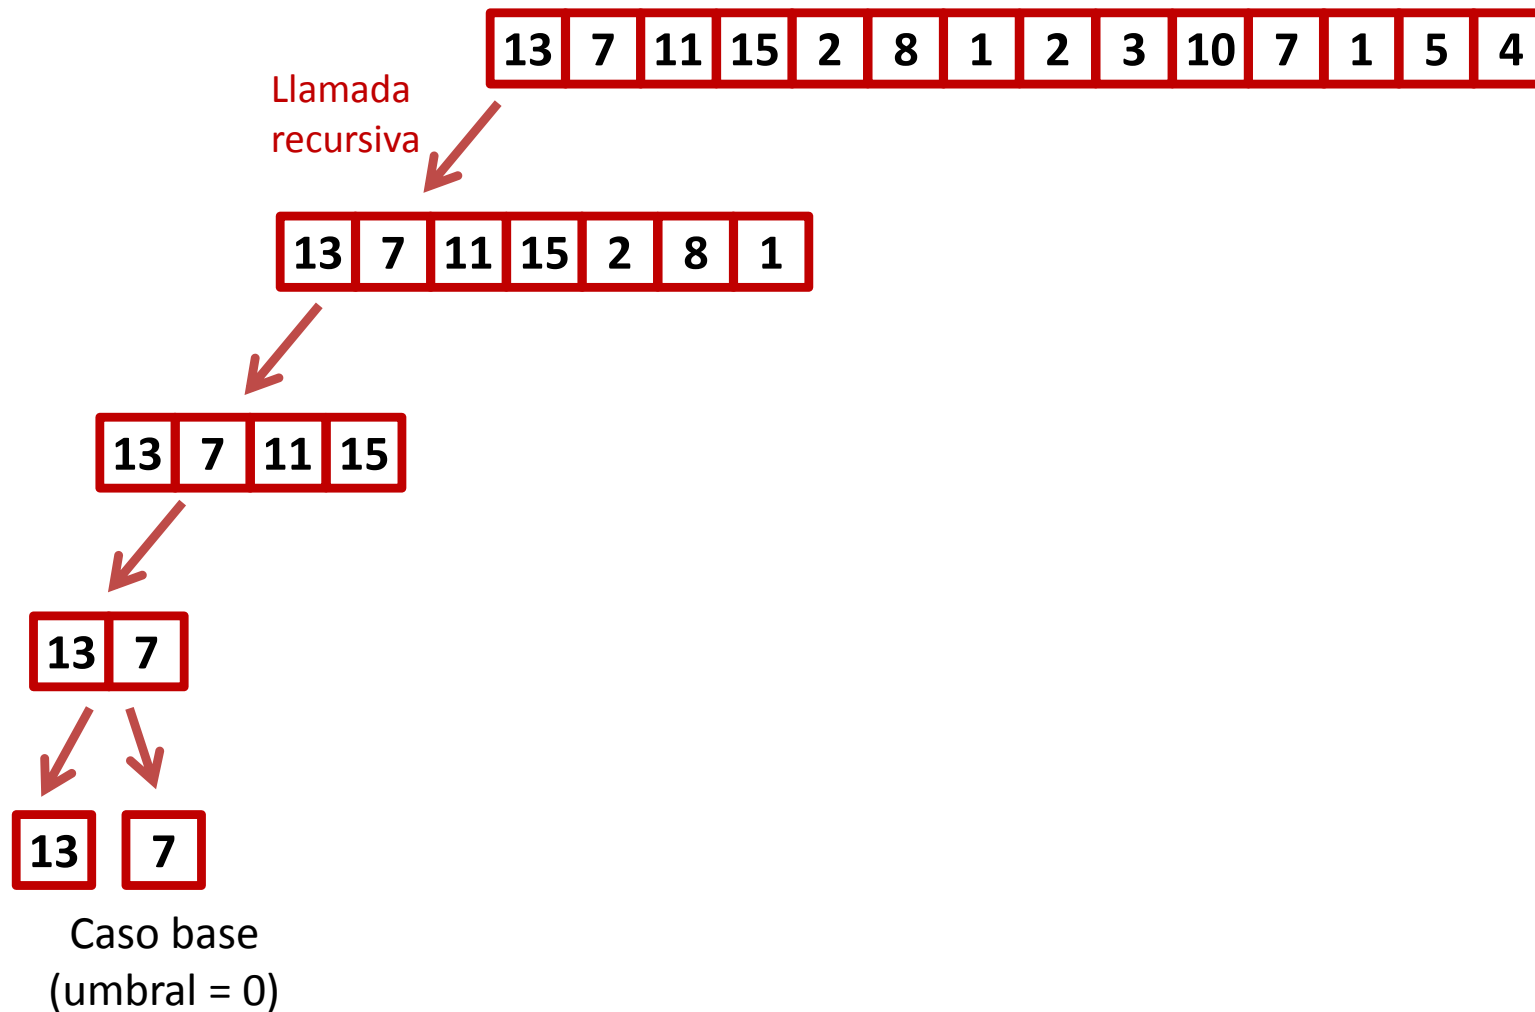 13 7 11 15 2 8 1 2 3 10 7 1 5 4
Llamada
recursiva
13 7 11 15 2 8 1
13 7 11 15
13 7
13 7
Caso base
(umbral = 0)